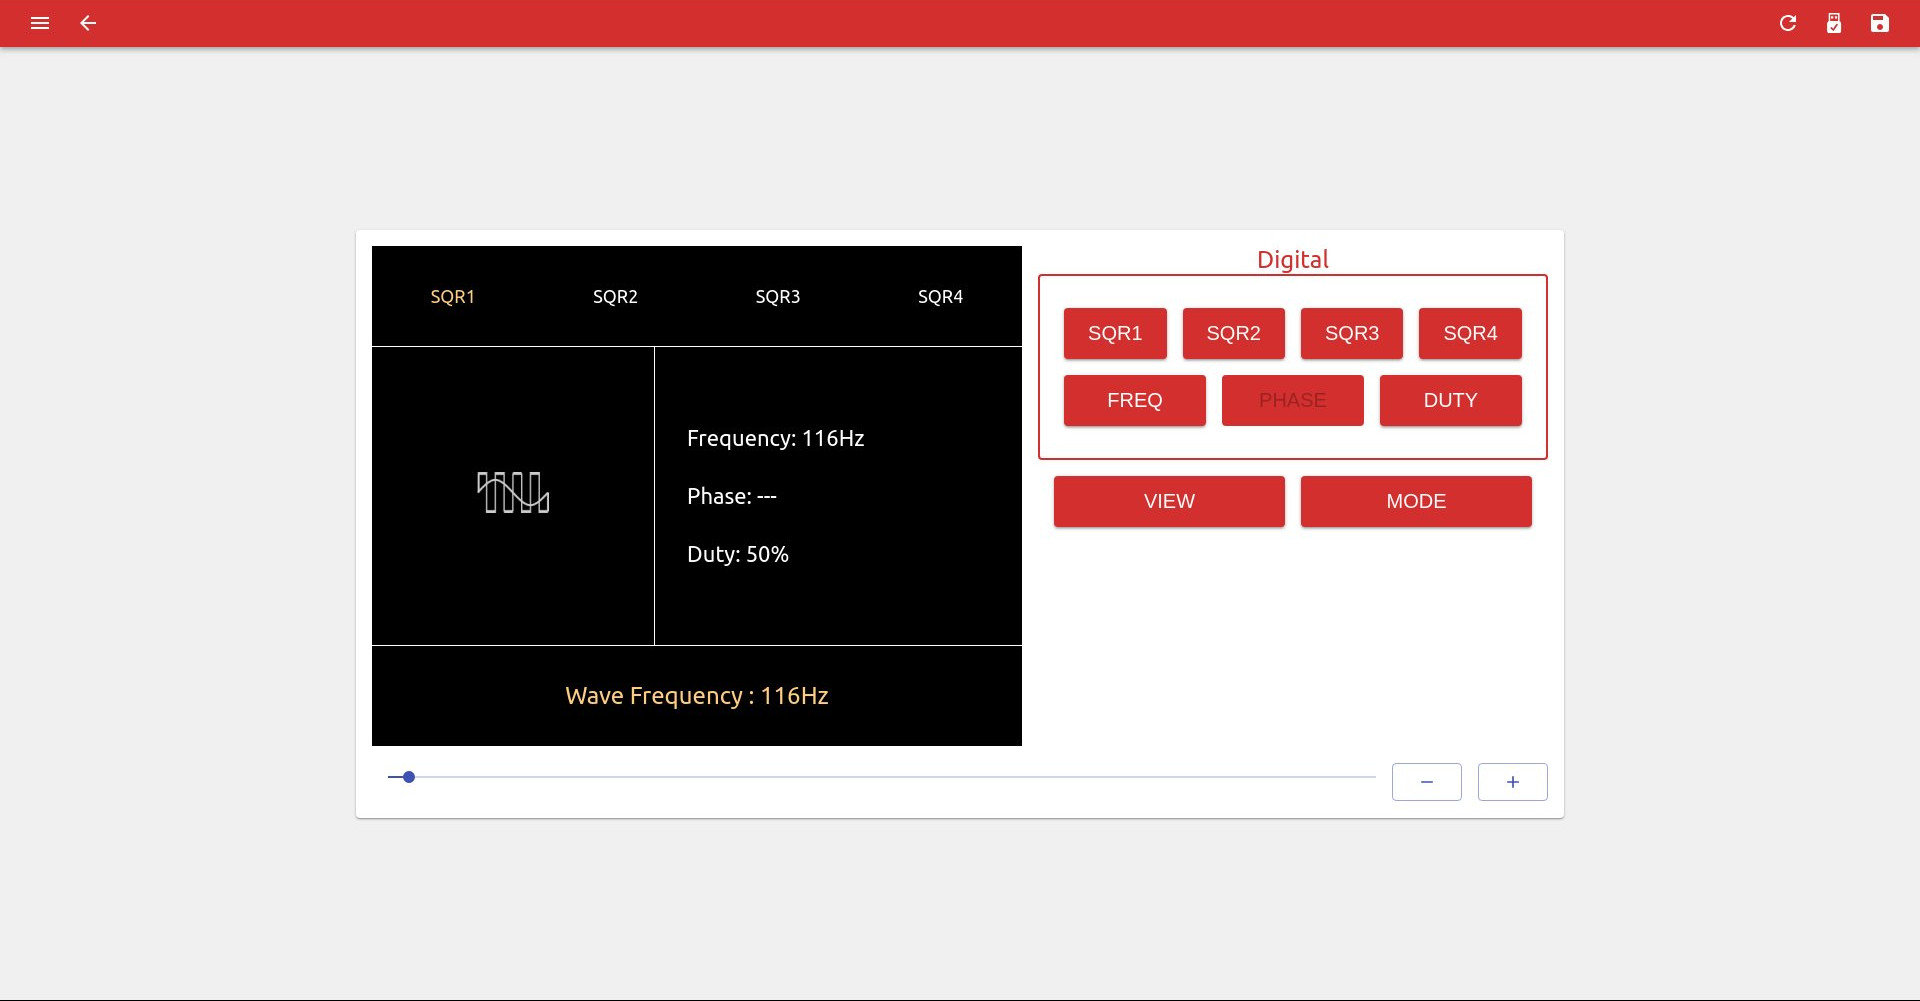 SQR1 SQR2 SQR3 SQR4
Frequency: 116Hz
Phase: ---
Duty: 50%
Wave Frequency : 116Hz
Digital
SQR1 SQR2 SQR3 SQR4
FREQ PHASE DUTY
VIEW MODE
− +